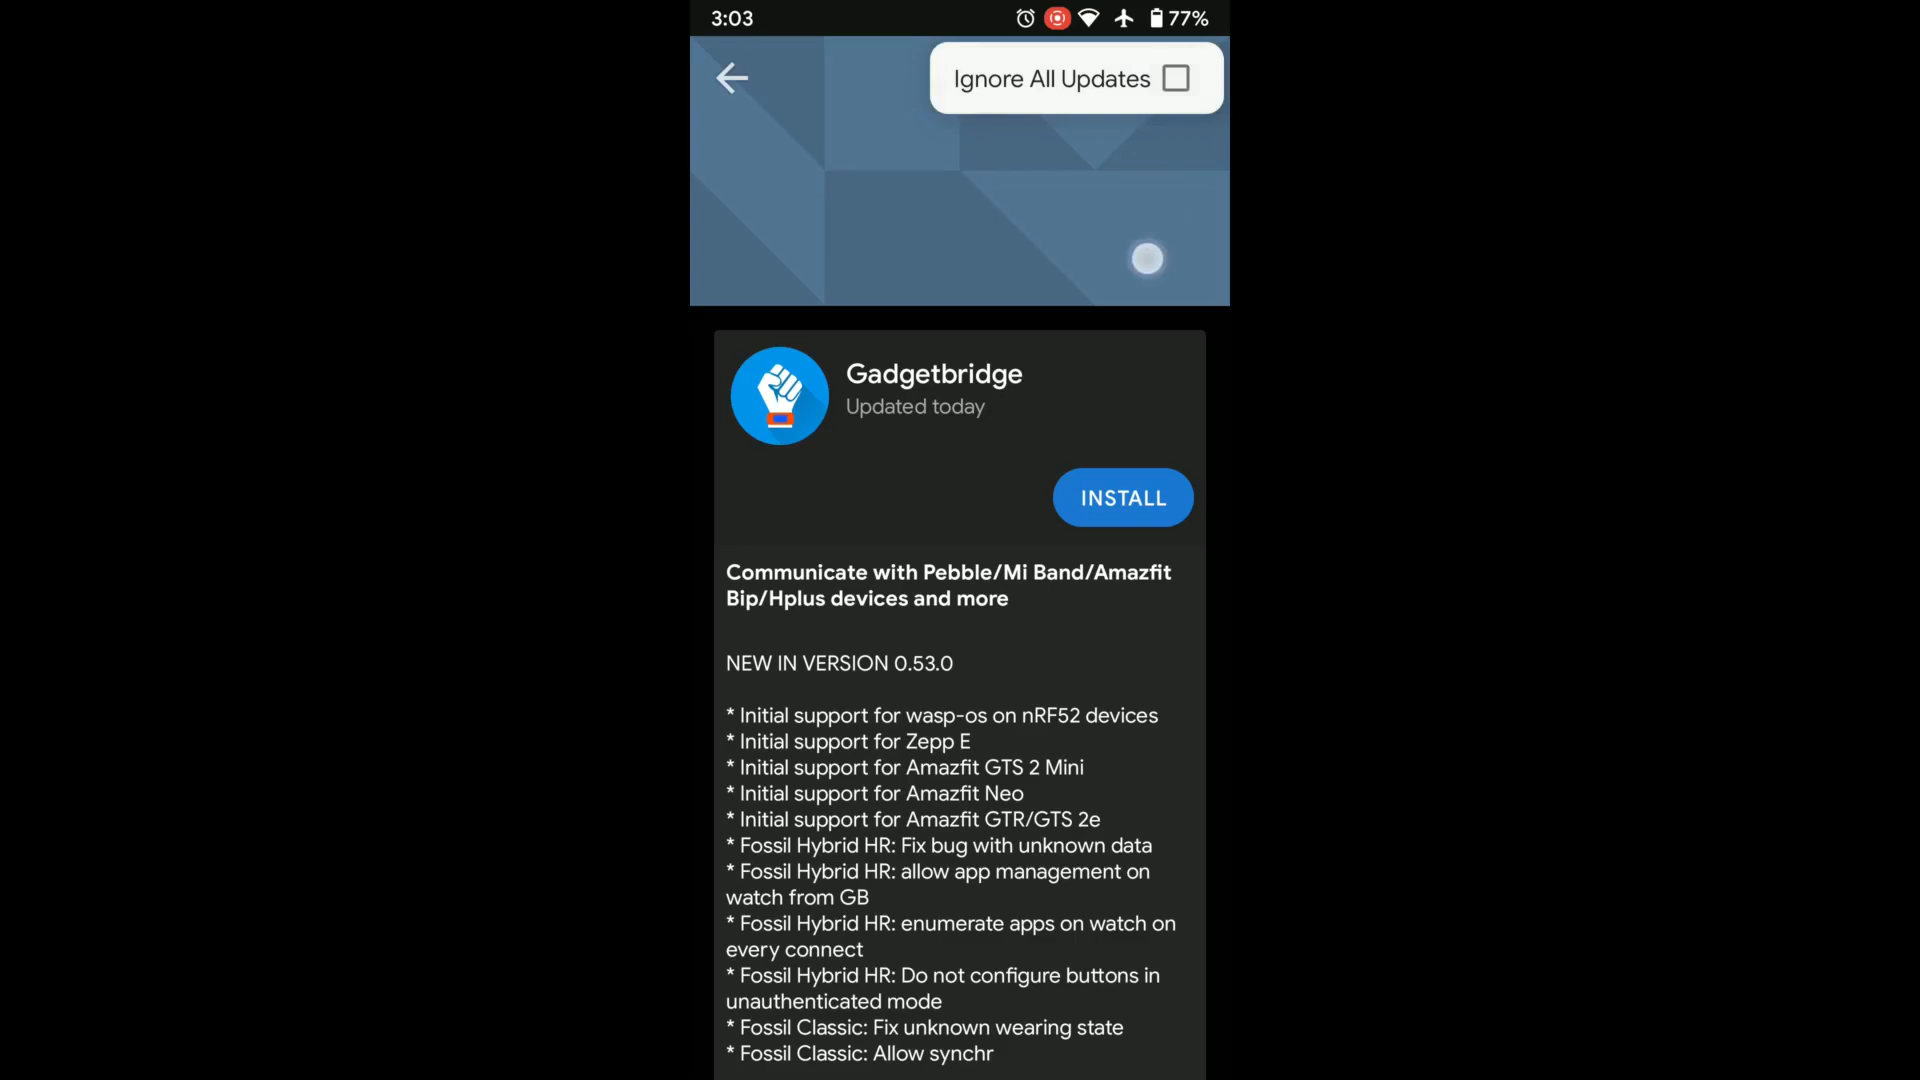 3:03
77%
Ignore All Updates
Gadgetbridge
Updated today
INSTALL
Communicate with Pebble/Mi Band/Amazfit
Bip/Hplus devices and more
NEW IN VERSION 0.53.0
* Initial support for wasp-os on nRF52 devices
* Initial support for Zepp E
* Initial support for Amazfit GTS 2 Mini
* Initial support for Amazfit Neo
* Initial support for Amazfit GTR/GTS 2e
* Fossil Hybrid HR: Fix bug with unknown data
* Fossil Hybrid HR: allow app management on
watch from GB
* Fossil Hybrid HR: enumerate apps on watch on
every connect
* Fossil Hybrid HR: Do not configure buttons in
unauthenticated mode
* Fossil Classic: Fix unknown wearing state
* Fossil Classic: Allow synchr